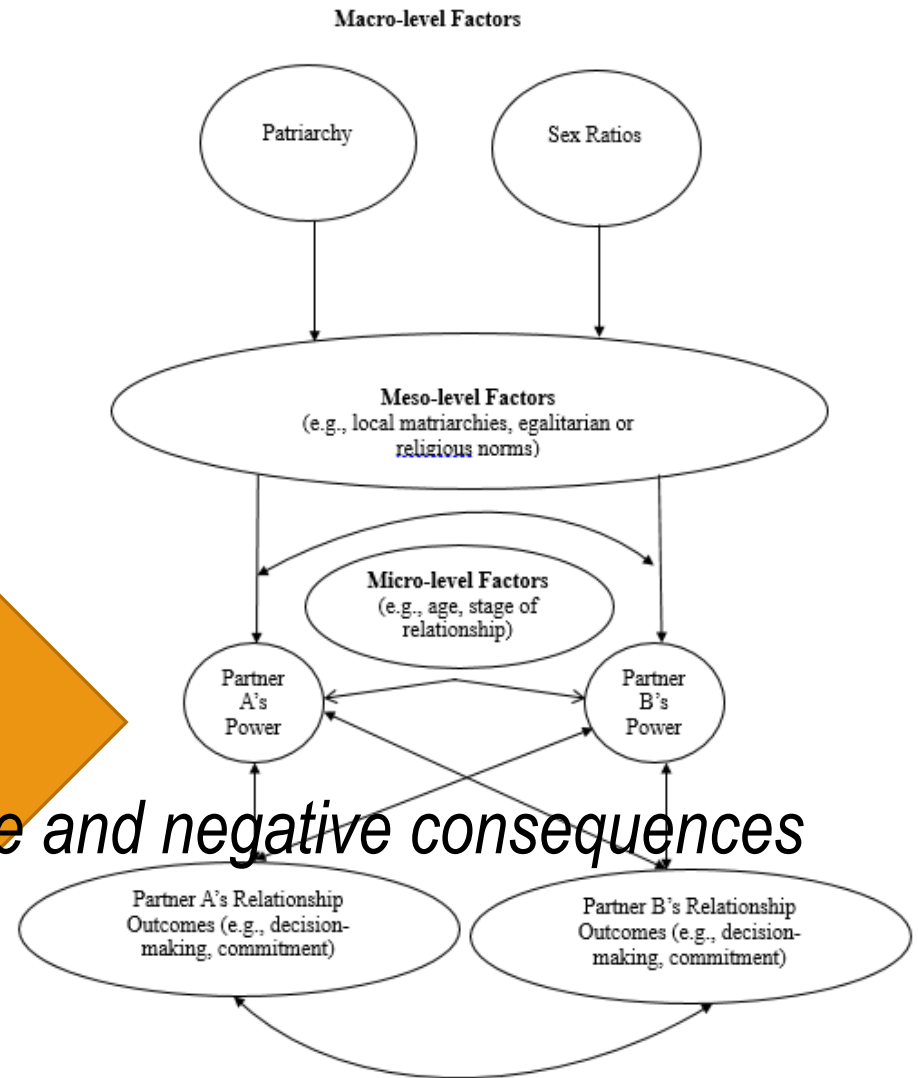 Macro-level Factors
Patriarchy
Sex Ratios
Meso-level Factors
(e.g., local matriarchies, egalitarian or
religious norms)
Micro-level Factors
(e.g., age, stage of
relationship)
Partner
A's
Power
Partner
B's
Power
and negative consequences
Partner A's Relationship
Outcomes (e.g., decision-
making, commitment)
Partner B's Relationship
Outcomes (e.g., decision-
making, commitment)